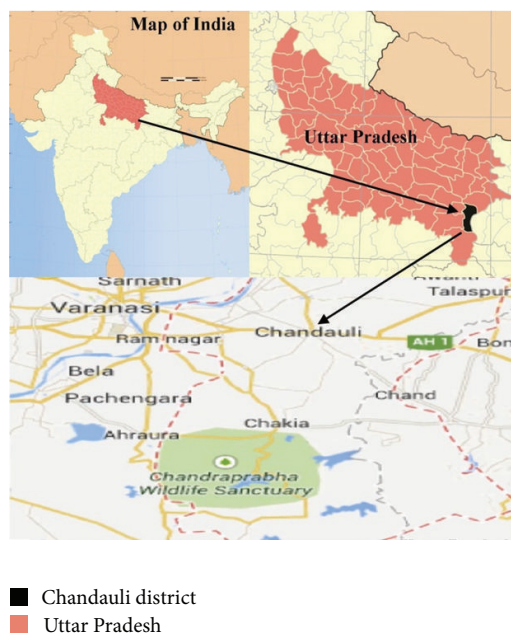 Map of India
Uttar Pradesh
Sarnath
Talaspur
Varanasi
Ram nagar
Chandauli
AH 1
Bela
Pachengara
Chand
Ahraura
Chakia
Chandraprabha
Wildlife Sanctuary
Chandauli district
Uttar Pradesh